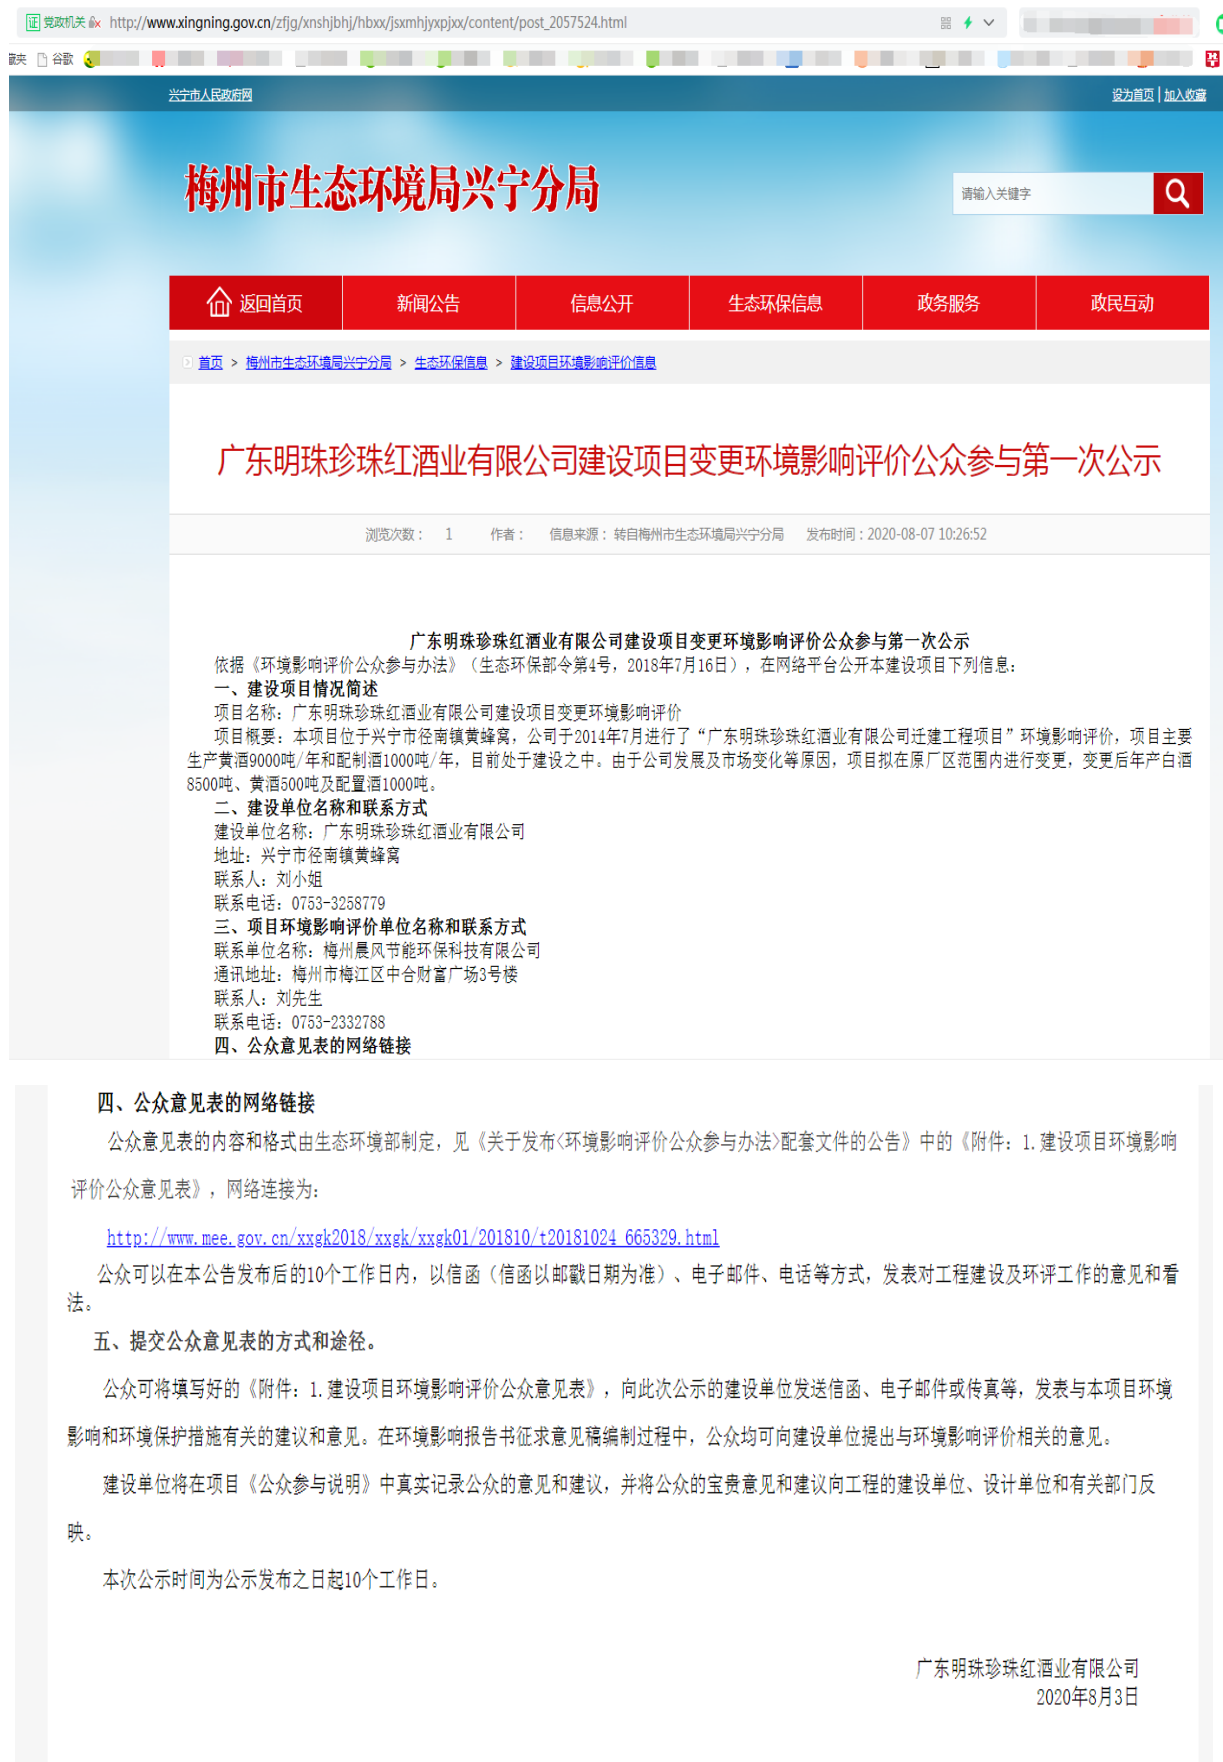 证 党政机关 http://www.xingning.gov.cn/zfjg/xnshjbhj/hbxx/jsxmhjyxpjxx/content/post_2057524.html
藏夹 谷歌
兴宁市人民政府网 设为首页 | 加入收藏
梅州市生态环境局兴宁分局
请输入关键字
返回首页 新闻公告 信息公开 生态环保信息 政务服务 政民互动
首页 > 梅州市生态环境局兴宁分局 > 生态环保信息 > 建设项目环境影响评价信息
广东明珠珍珠红酒业有限公司建设项目变更环境影响评价公众参与第一次公示
浏览次数： 1 作者： 信息来源：转自梅州市生态环境局兴宁分局 发布时间：2020-08-07 10:26:52
广东明珠珍珠红酒业有限公司建设项目变更环境影响评价公众参与第一次公示
依据《环境影响评价公众参与办法》（生态环保部令第4号，2018年7月16日），在网络平台公开本建设项目下列信息：
一、建设项目情况简述
项目名称：广东明珠珍珠红酒业有限公司建设项目变更环境影响评价
项目概要：本项目位于兴宁市径南镇黄蜂窝，公司于2014年7月进行了“广东明珠珍珠红酒业有限公司迁建工程项目”环境影响评价，项目主要
生产黄酒9000吨/年和配制酒1000吨/年，目前处于建设之中。由于公司发展及市场变化等原因，项目拟在原厂区范围内进行变更，变更后年产白酒
8500吨、黄酒500吨及配置酒1000吨。
二、建设单位名称和联系方式
建设单位名称：广东明珠珍珠红酒业有限公司
地址：兴宁市径南镇黄蜂窝
联系人：刘小姐
联系电话：0753-3258779
三、项目环境影响评价单位名称和联系方式
联系单位名称：梅州晨风节能环保科技有限公司
通讯地址：梅州市梅江区中合财富广场3号楼
联系人：刘先生
联系电话：0753-2332788
四、公众意见表的网络链接
四、公众意见表的网络链接
公众意见表的内容和格式由生态环境部制定，见《关于发布<环境影响评价公众参与办法>配套文件的公告》中的《附件：1.建设项目环境影响
评价公众意见表》，网络连接为：
http://www.mee.gov.cn/xxgk2018/xxgk/xxgk01/201810/t20181024_665329.html
公众可以在本公告发布后的10个工作日内，以信函（信函以邮戳日期为准）、电子邮件、电话等方式，发表对工程建设及环评工作的意见和看
法。
五、提交公众意见表的方式和途径。
公众可将填写好的《附件：1.建设项目环境影响评价公众意见表》，向此次公示的建设单位发送信函、电子邮件或传真等，发表与本项目环境
影响和环境保护措施有关的建议和意见。在环境影响报告书征求意见稿编制过程中，公众均可向建设单位提出与环境影响评价相关的意见。
建设单位将在项目《公众参与说明》中真实记录公众的意见和建议，并将公众的宝贵意见和建议向工程的建设单位、设计单位和有关部门反
映。
本次公示时间为公示发布之日起10个工作日。
广东明珠珍珠红酒业有限公司
2020年8月3日